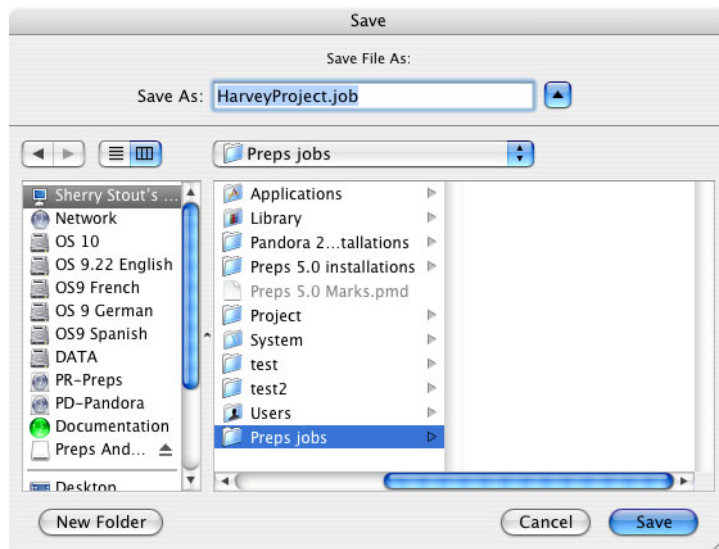 Save
Save File As:
Save As: HarveyProject.job
Preps jobs
Sherry Stout's ...
Network
OS 10
OS 9.22 English
OS9 French
OS 9 German
OS9 Spanish
DATA
PR-Preps
PD-Pandora
Documentation
Preps And...
Desktop
Applications
Library
Pandora 2...tallations
Preps 5.0 installations
Preps 5.0 Marks.pmd
Project
System
test
test2
Users
Preps jobs
New Folder
Cancel
Save